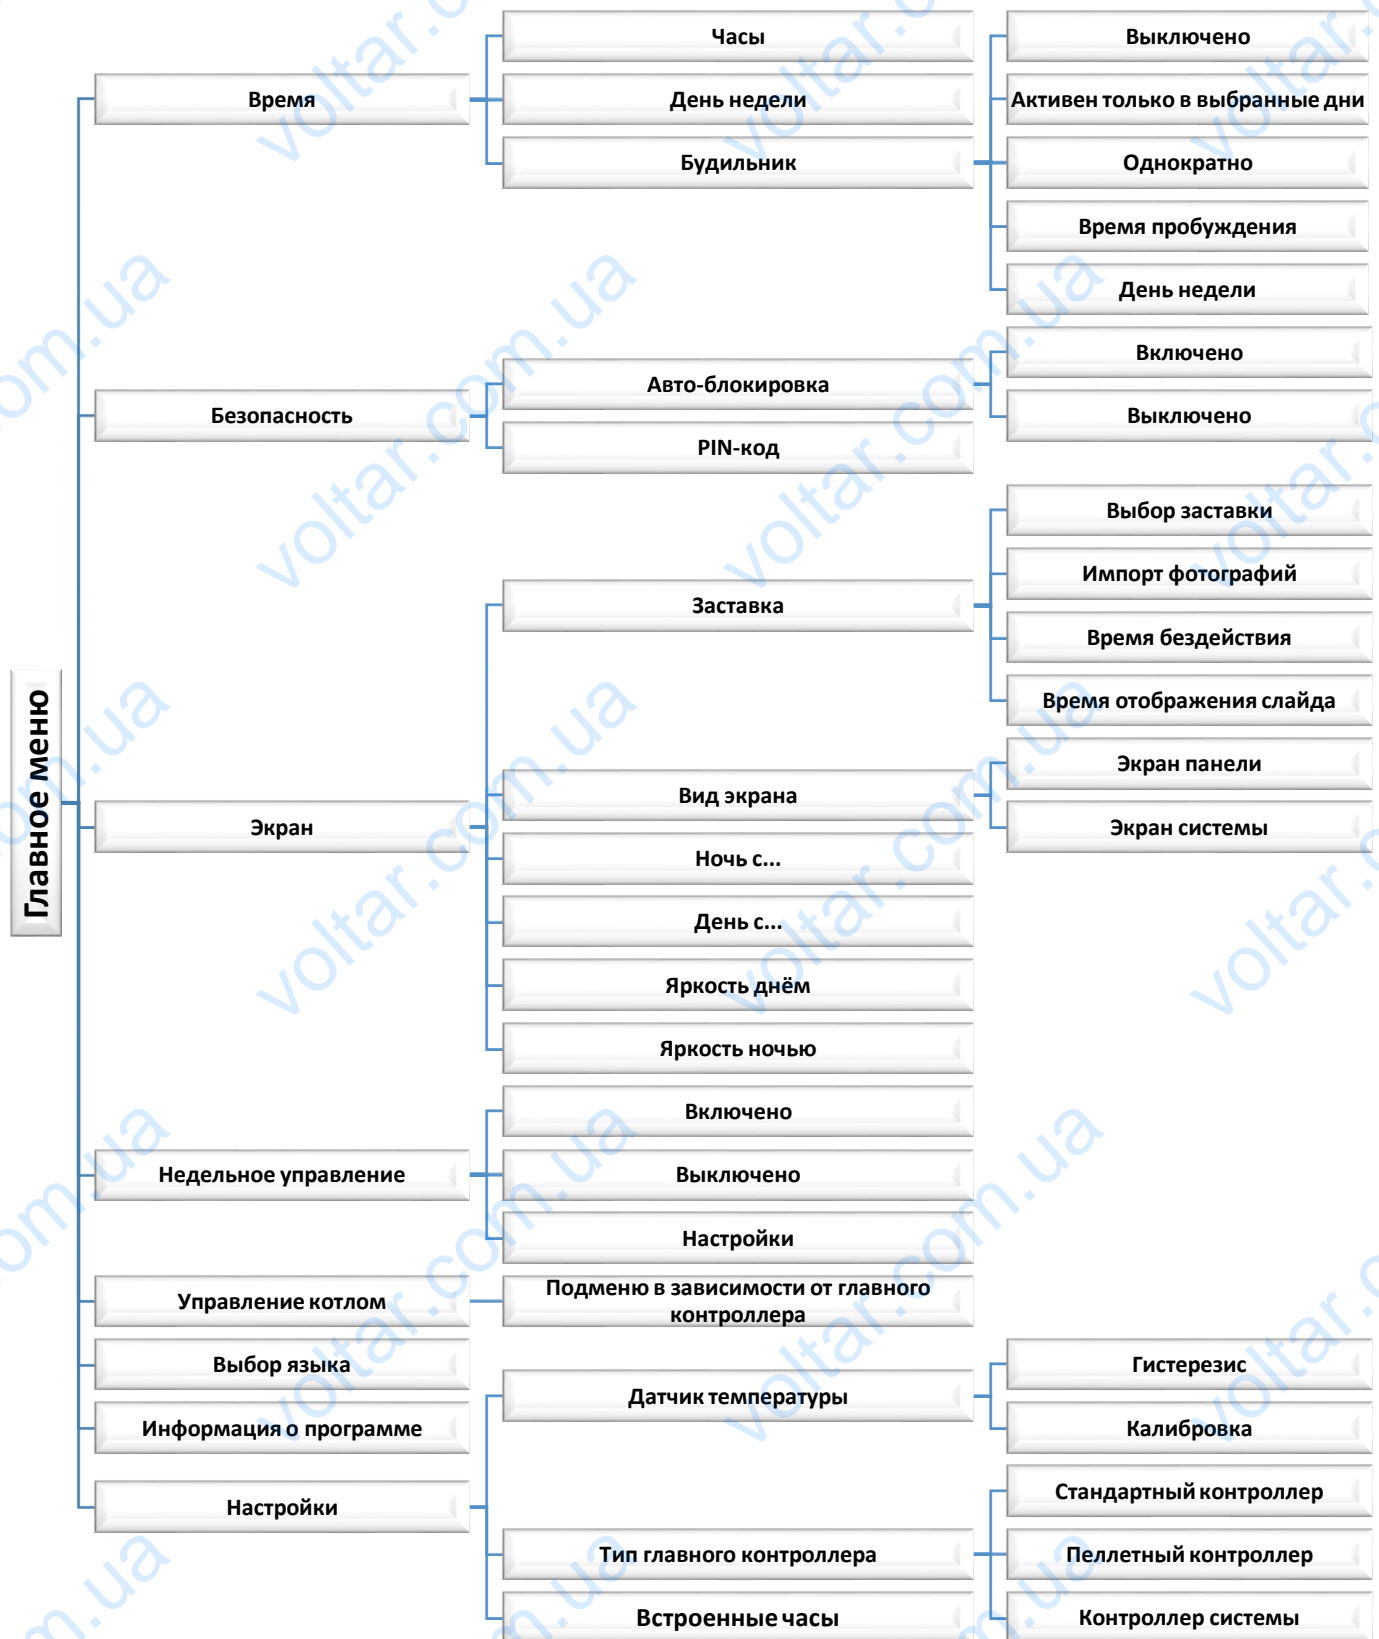 Главное меню
Время
Часы
День недели
Будильник
Выключено
Активен только в выбранные дни
Однократно
Время пробуждения
День недели
Безопасность
Авто-блокировка
Включено
Выключено
PIN-код
Экран
Заставка
Выбор заставки
Импорт фотографий
Время бездействия
Время отображения слайда
Вид экрана
Экран панели
Экран системы
Ночь с...
День с...
Яркость днём
Яркость ночью
Недельное управление
Включено
Выключено
Настройки
Управление котлом
Подменю в зависимости от главного
контроллера
Выбор языка
Информация о программе
Настройки
Датчик температуры
Гистерезис
Калибровка
Тип главного контроллера
Стандартный контроллер
Пеллетный контроллер
Контроллер системы
Встроенные часы
voltar.com.ua